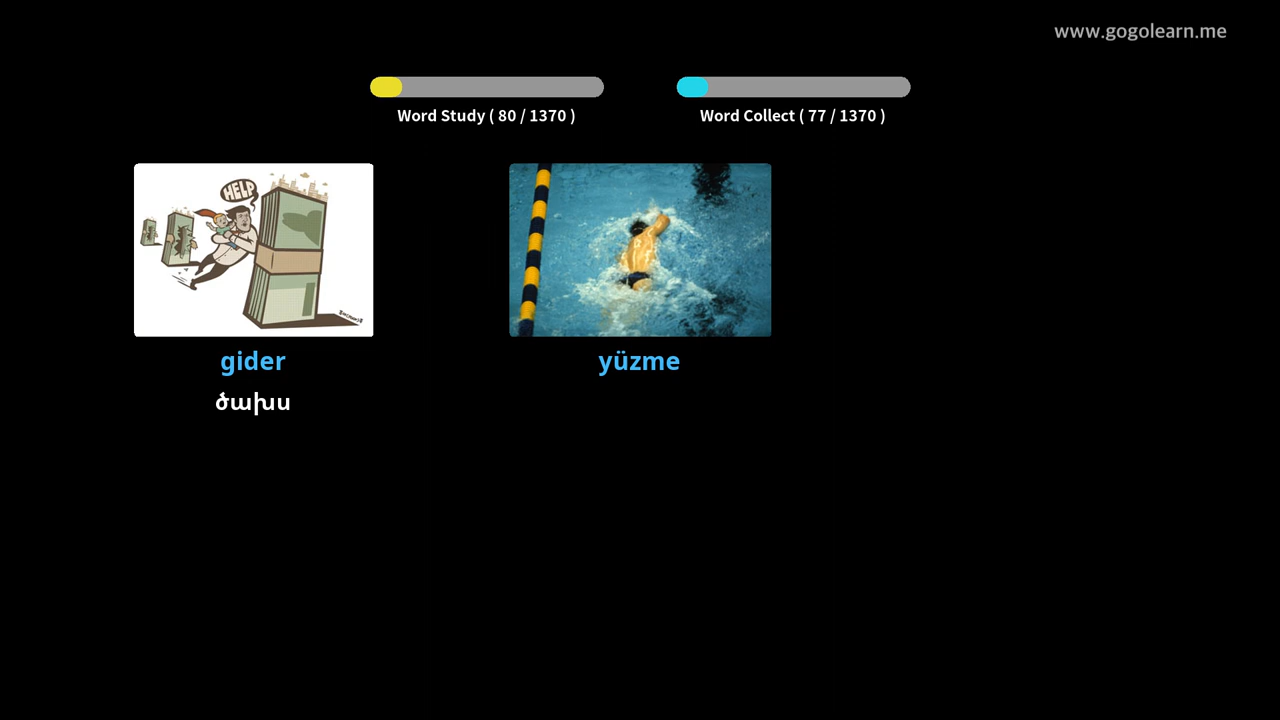 www.gogolearn.me
Word Study ( 80 / 1370 )
Word Collect ( 77 / 1370 )
HELP
gider
yüzme
ծախս